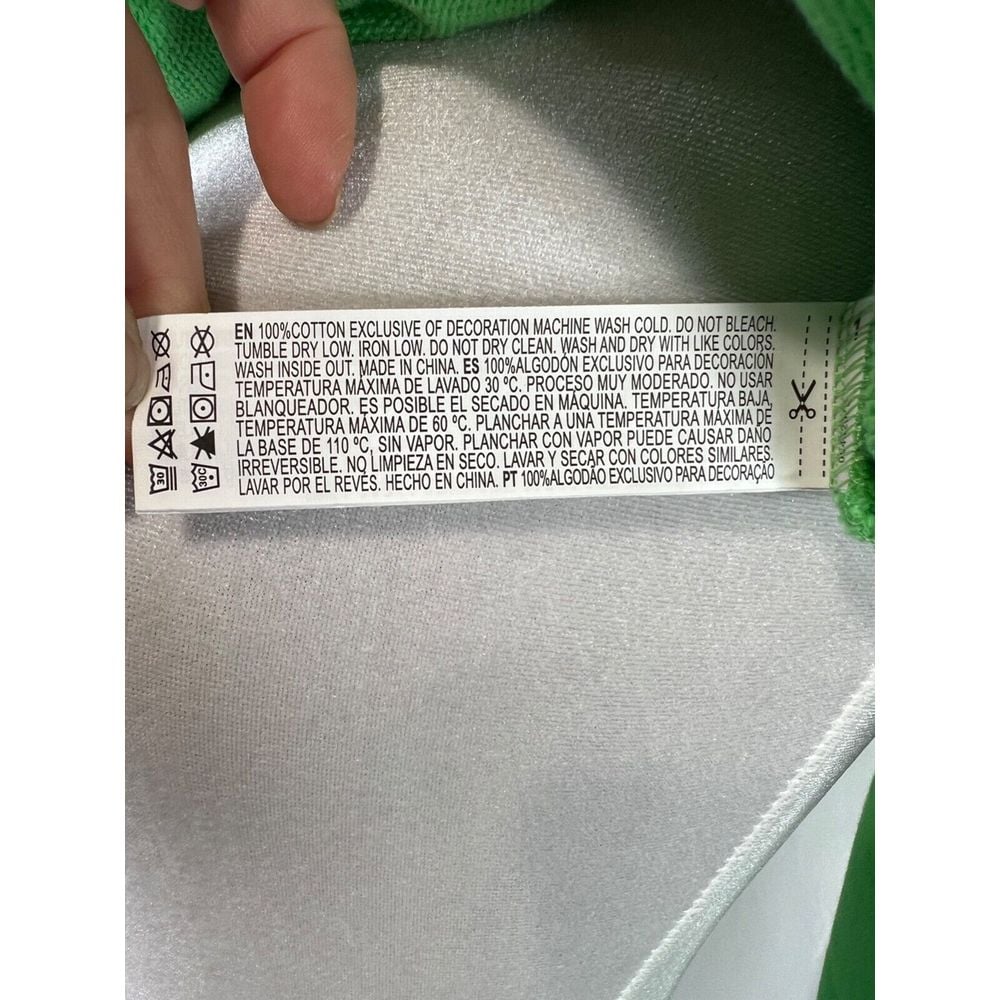 EN 100%COTTON EXCLUSIVE OF DECORATION MACHINE WASH COLD. DO NOT BLEACH.
TUMBLE DRY LOW. IRON LOW. DO NOT DRY CLEAN. WASH AND DRY WITH LIKE COLORS.
WASH INSIDE OUT. MADE IN CHINA. ES 100%ALGODÓN EXCLUSIVO PARA DECORACIÓN
TEMPERATURA MÁXIMA DE LAVADO 30 ºC. PROCESO MUY MODERADO. NO USAR
BLANQUEADOR. ES POSIBLE EL SECADO EN MÁQUINA. TEMPERATURA BAJA,
TEMPERATURA MÁXIMA DE 60 ºC. PLANCHAR A UNA TEMPERATURA MÁXIMA DE
LA BASE DE 110 ºC, SIN VAPOR. PLANCHAR CON VAPOR PUEDE CAUSAR DAÑO
IRREVERSIBLE. NO LIMPIEZA EN SECO. LAVAR Y SECAR CON COLORES SIMILARES.
LAVAR POR EL REVÉS. HECHO EN CHINA. PT 100%ALGODÃO EXCLUSIVO PARA DECORAÇÃO
30C